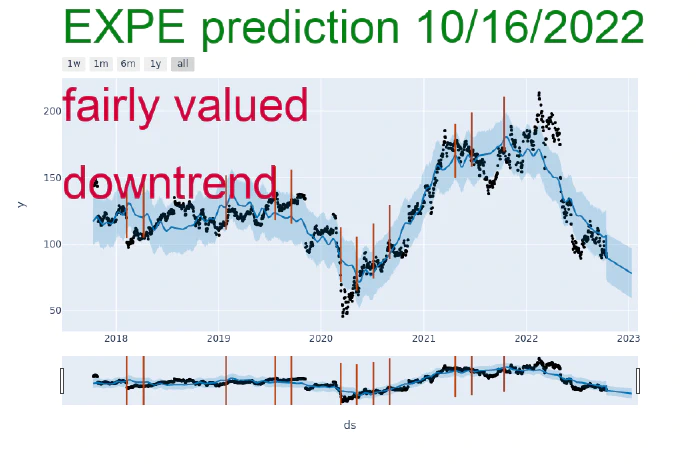 EXPE prediction 10/16/2022
1w 1m 6m 1y all
fairly valued
downtrend
200
150
100
50
y
2018 2019 2020 2021 2022 2023
ds